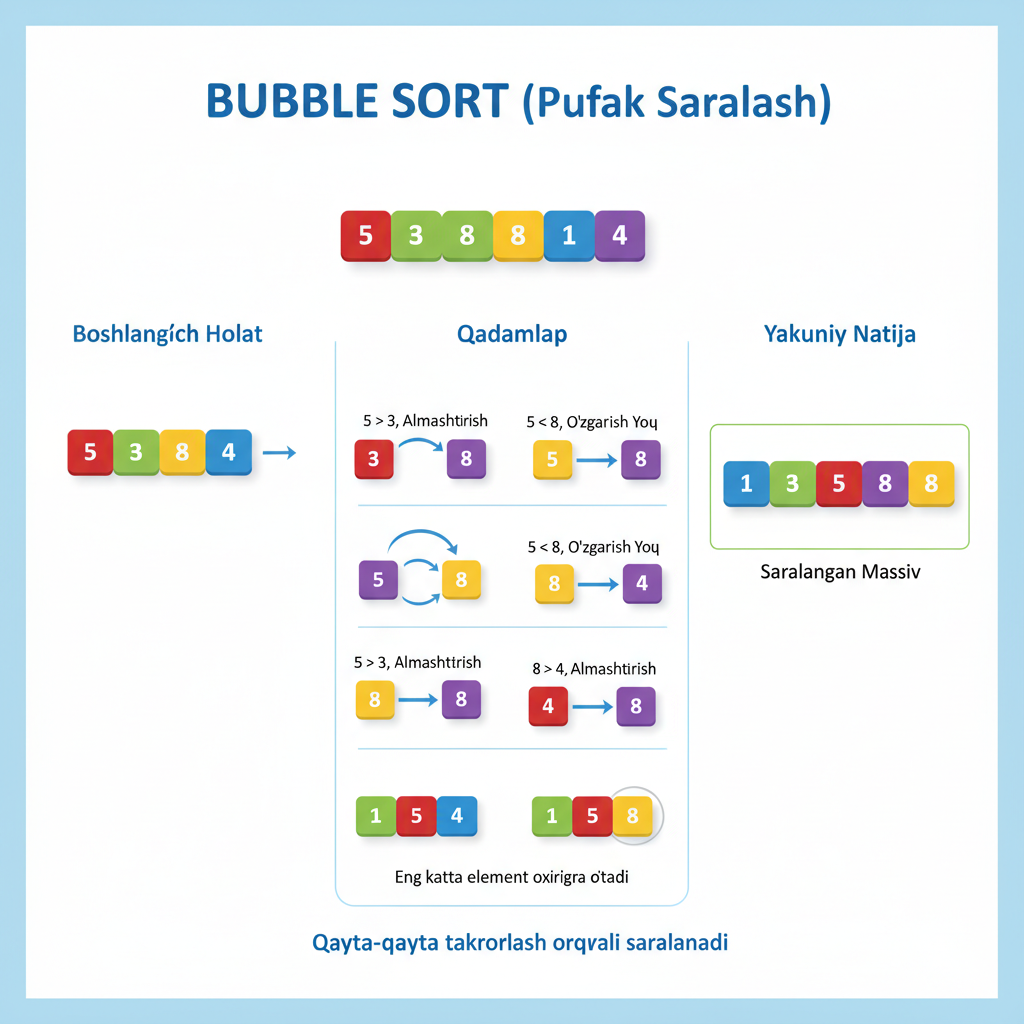 BUBBLE SORT (Pufak Saralash)
5 3 8 8 1 4
Boshlangích Holat
5 3 8 4
Qadamlap
5 > 3, Almashtirish
3 8
5 < 8, O'zgarish Yoq
5 8
5 8
5 < 8, O'zgarish Yoq
8 4
5 > 3, Almashtirish
8 8
8 > 4, Almashtirish
4 8
1 5 4
1 5 8
Eng katta element oxirigra o'tadi
Yakuniy Natija
1 3 5 8 8
Saralangan Massiv
Qayta-qayta takrorlash orqvali saralanadi